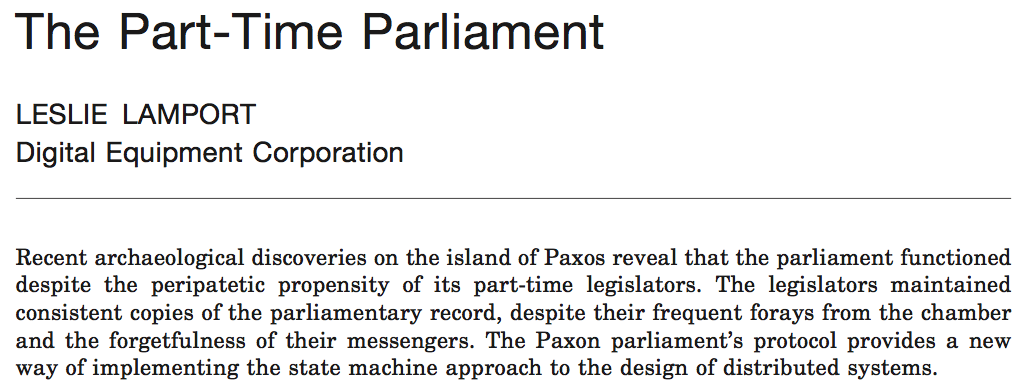 The Part-Time Parliament
LESLIE LAMPORT
Digital Equipment Corporation
Recent archaeological discoveries on the island of Paxos reveal that the parliament functioned
despite the peripatetic propensity of its part-time legislators. The legislators maintained
consistent copies of the parliamentary record, despite their frequent forays from the chamber
and the forgetfulness of their messengers. The Paxon parliament's protocol provides a new
way of implementing the state machine approach to the design of distributed systems.